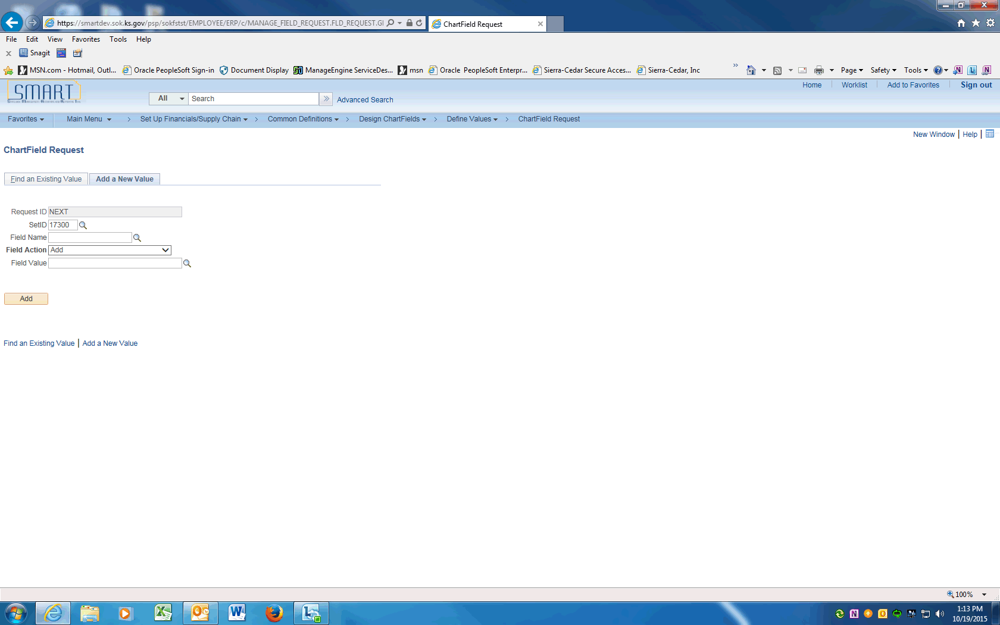 https://smartdev.sok.ks.gov/psp/sokfstst/EMPLOYEE/ERP/c/MANAGE_FIELD_REQUEST.FLD_REQUEST.GI
ChartField Request
File Edit View Favorites Tools Help
x Snagit
MSN.com - Hotmail, Outl... Oracle PeopleSoft Sign-in Document Display ManageEngine ServiceDes... msn Oracle PeopleSoft Enterpr... Sierra-Cedar Secure Acces... Sierra-Cedar, Inc » Page Safety Tools
SMART
Home Worklist Add to Favorites Sign out
All Search » Advanced Search
Favorites Main Menu > Set Up Financials/Supply Chain > Common Definitions > Design ChartFields > Define Values > ChartField Request
New Window | Help |
ChartField Request
Find an Existing Value Add a New Value
Request ID NEXT
SetID 17300
Field Name
Field Action Add
Field Value
Add
Find an Existing Value | Add a New Value
100%
1:13 PM
10/19/2015